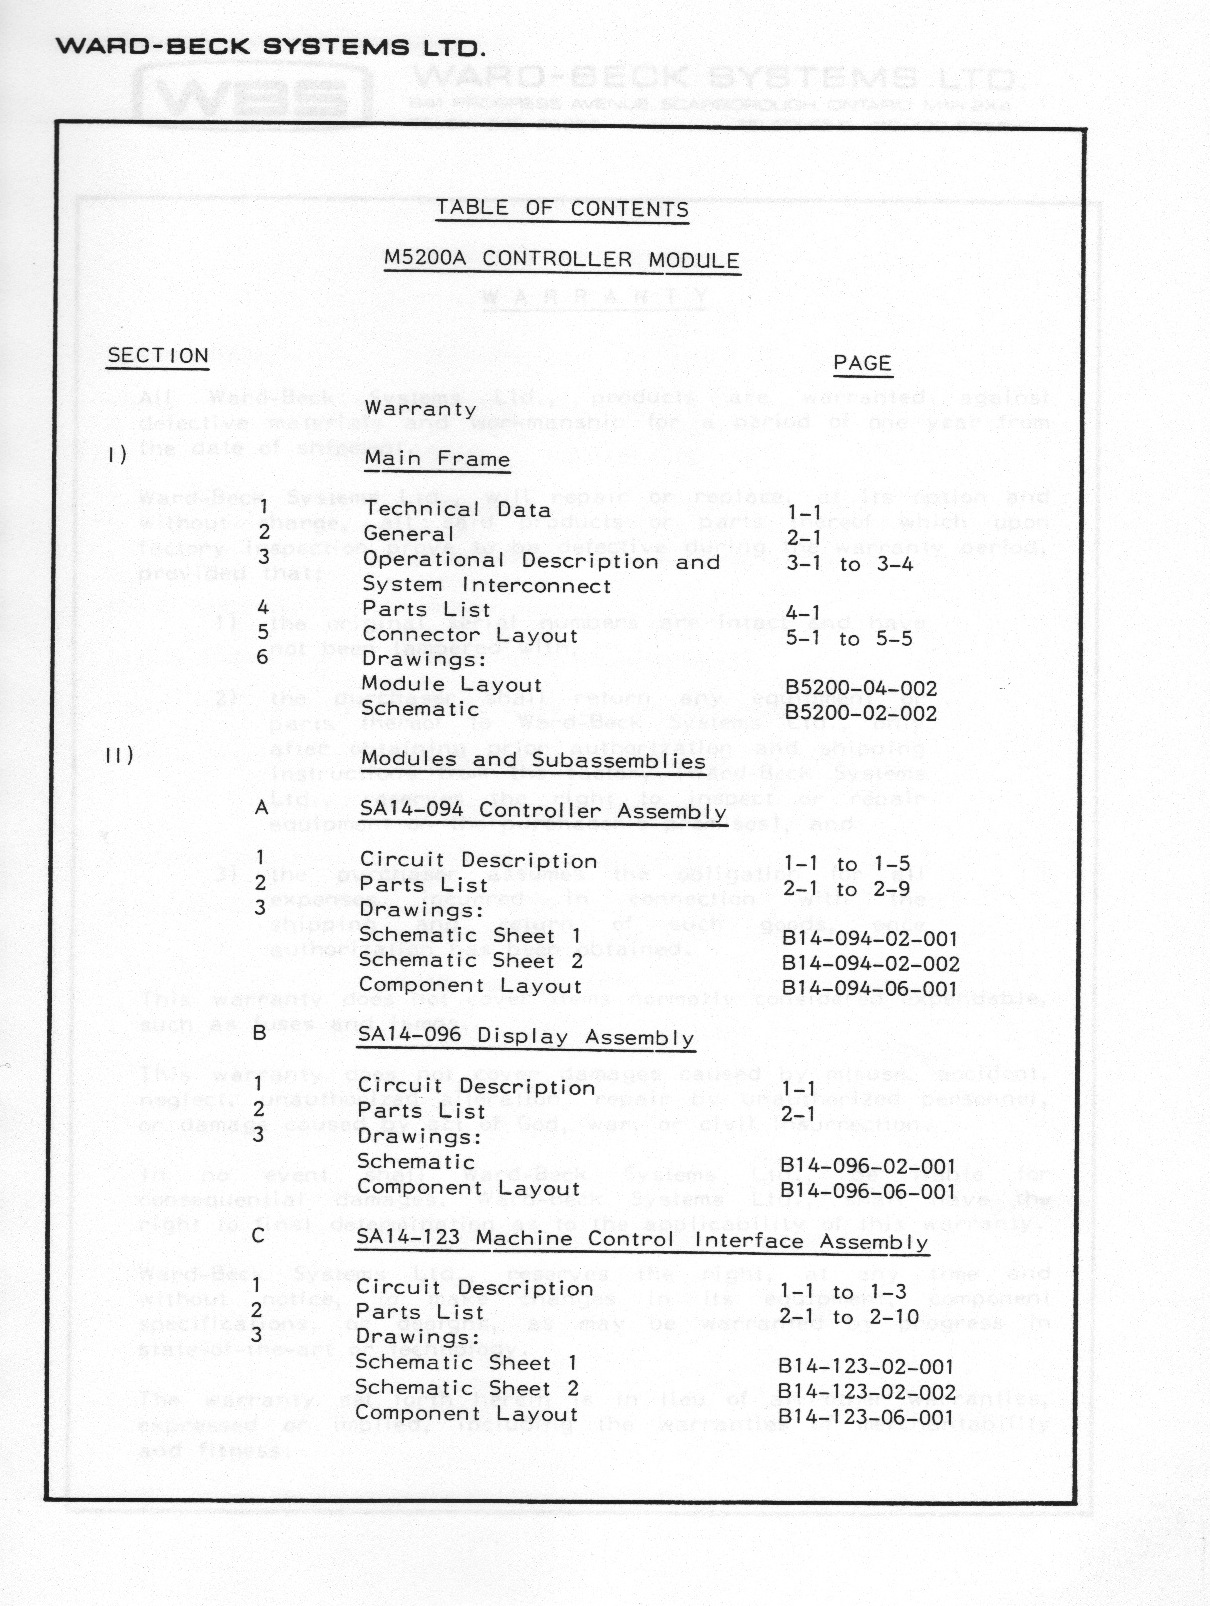 WARD-BECK SYSTEMS LTD.
TABLE OF CONTENTS
M5200A CONTROLLER MODULE
SECTION PAGE
Warranty
I) Main Frame
1 Technical Data 1-1
2 General 2-1
3 Operational Description and 3-1 to 3-4
System Interconnect
4 Parts List 4-1
5 Connector Layout 5-1 to 5-5
6 Drawings:
Module Layout B5200-04-002
Schematic B5200-02-002
II) Modules and Subassemblies
A SA14-094 Controller Assembly
1 Circuit Description 1-1 to 1-5
2 Parts List 2-1 to 2-9
3 Drawings:
Schematic Sheet 1 B14-094-02-001
Schematic Sheet 2 B14-094-02-002
Component Layout B14-094-06-001
B SA14-096 Display Assembly
1 Circuit Description 1-1
2 Parts List 2-1
3 Drawings:
Schematic B14-096-02-001
Component Layout B14-096-06-001
C SA14-123 Machine Control Interface Assembly
1 Circuit Description 1-1 to 1-3
2 Parts List 2-1 to 2-10
3 Drawings:
Schematic Sheet 1 B14-123-02-001
Schematic Sheet 2 B14-123-02-002
Component Layout B14-123-06-001